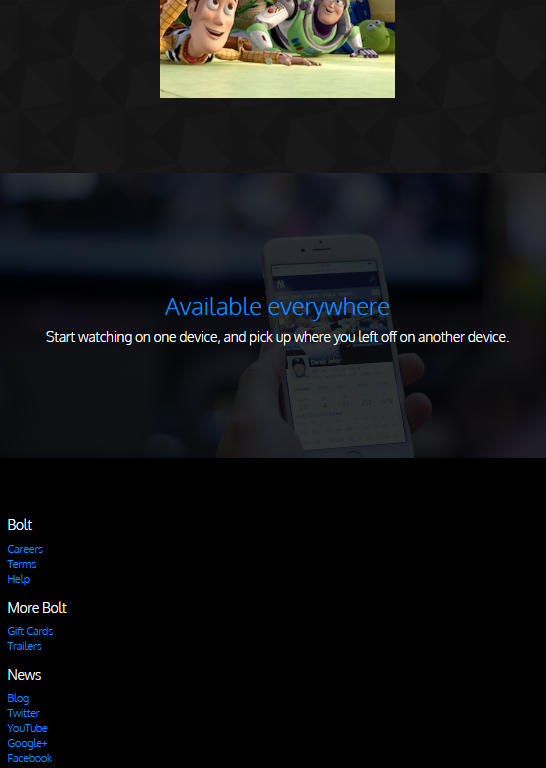 Available everywhere
Start watching on one device, and pick up where you left off on another device.
Bolt
Careers
Terms
Help
More Bolt
Gift Cards
Trailers
News
Blog
Twitter
YouTube
Google+
Facebook